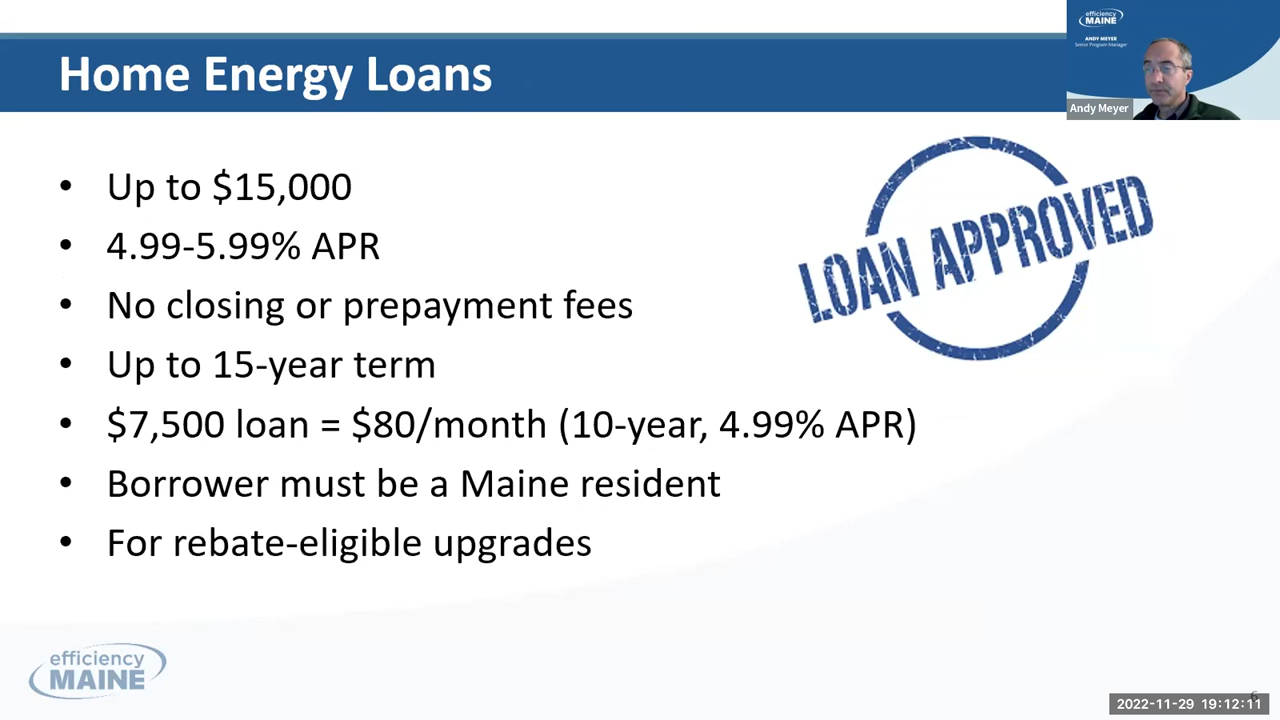 Home Energy Loans
efficiency
MAINE
ANDY MEYER
Senior Program Manager
Andy Meyer
• Up to $15,000
• 4.99-5.99% APR
• No closing or prepayment fees
• Up to 15-year term
• $7,500 loan = $80/month (10-year, 4.99% APR)
• Borrower must be a Maine resident
• For rebate-eligible upgrades
LOAN APPROVED
efficiency
MAINE
6
2022-11-29 19:12:11